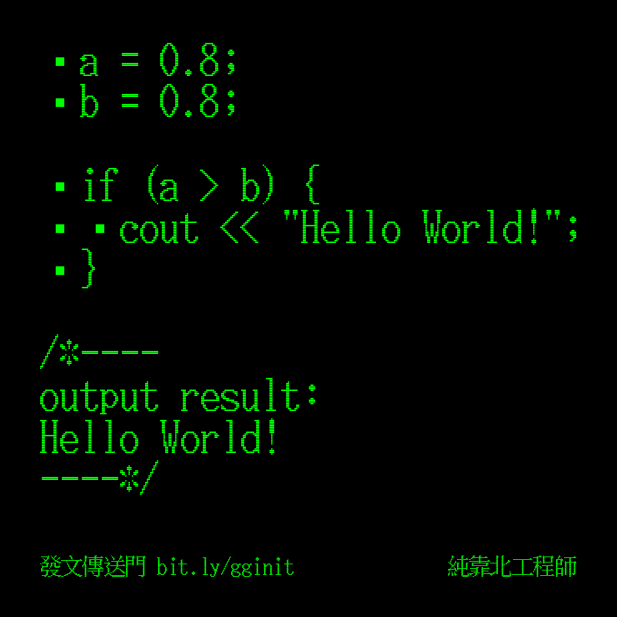 ▪ a = 0.8;
▪ b = 0.8;
▪ if (a > b) {
▪ ▪ cout << "Hello World!";
▪ }
/*----
output result:
Hello World!
----*/
發文傳送門 bit.ly/gginit
純靠北工程師